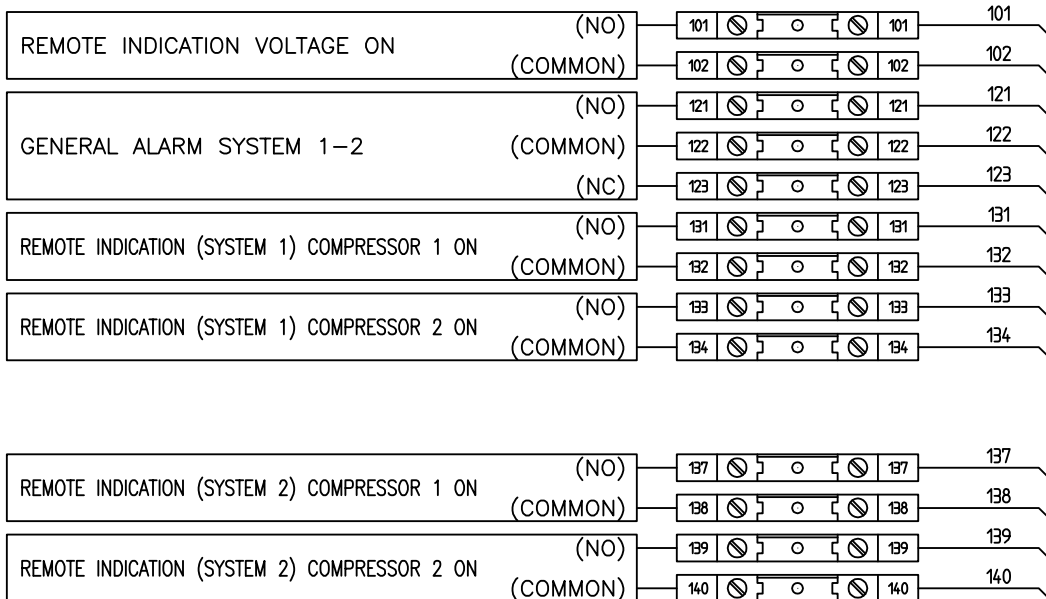 (NO) 101 101 101
REMOTE INDICATION VOLTAGE ON
(COMMON) 102 102 102
(NO) 121 121 121
GENERAL ALARM SYSTEM 1-2 (COMMON) 122 122 122
(NC) 123 123 123
(NO) 131 131 131
REMOTE INDICATION (SYSTEM 1) COMPRESSOR 1 ON
(COMMON) 132 132 132
(NO) 133 133 133
REMOTE INDICATION (SYSTEM 1) COMPRESSOR 2 ON
(COMMON) 134 134 134
(NO) 137 137 137
REMOTE INDICATION (SYSTEM 2) COMPRESSOR 1 ON
(COMMON) 138 138 138
(NO) 139 139 139
REMOTE INDICATION (SYSTEM 2) COMPRESSOR 2 ON
(COMMON) 140 140 140